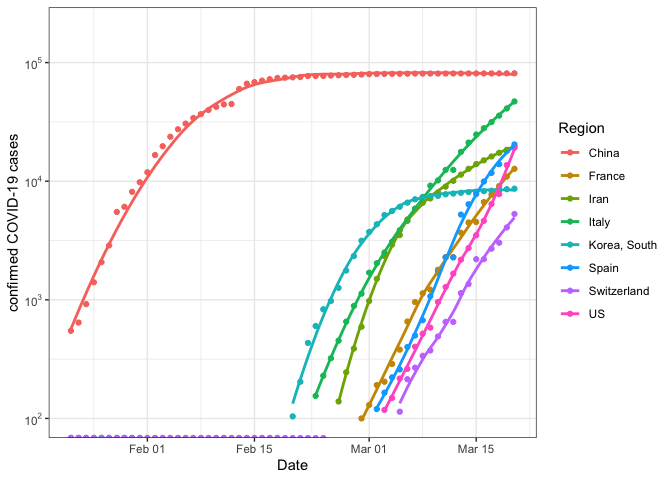 confirmed COVID-19 cases
10^5
10^4
10^3
10^2
Feb 01
Feb 15
Mar 01
Mar 15
Date
Region
China
France
Iran
Italy
Korea, South
Spain
Switzerland
US